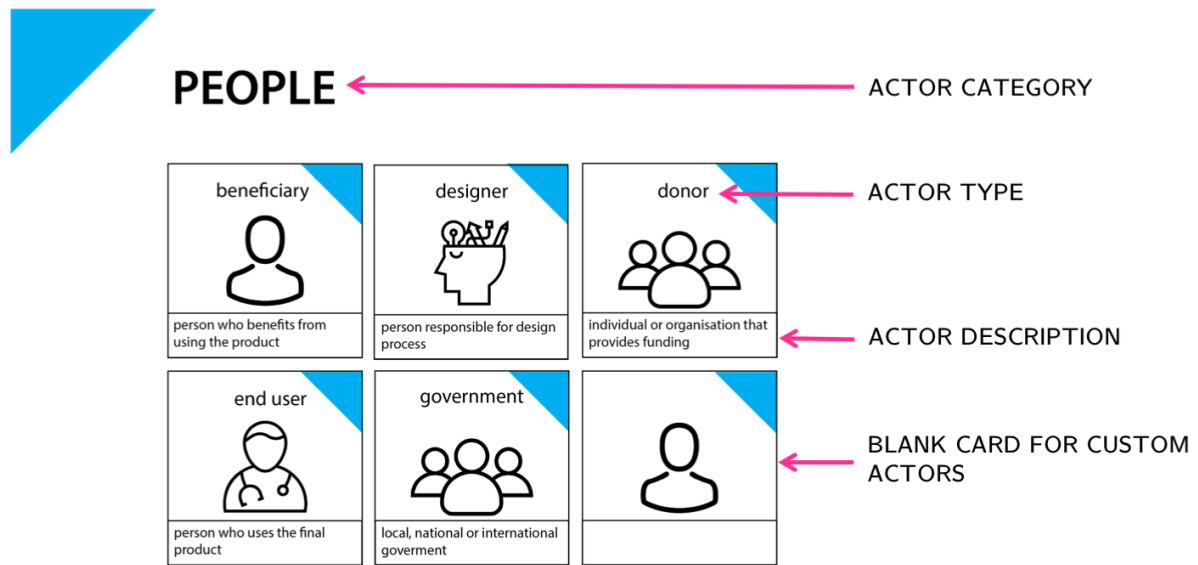 PEOPLE
ACTOR CATEGORY
beneficiary
designer
donor
ACTOR TYPE
person who benefits from
using the product
person responsible for design
process
individual or organisation that
provides funding
ACTOR DESCRIPTION
end user
government
BLANK CARD FOR CUSTOM
ACTORS
person who uses the final
product
local, national or international
goverment